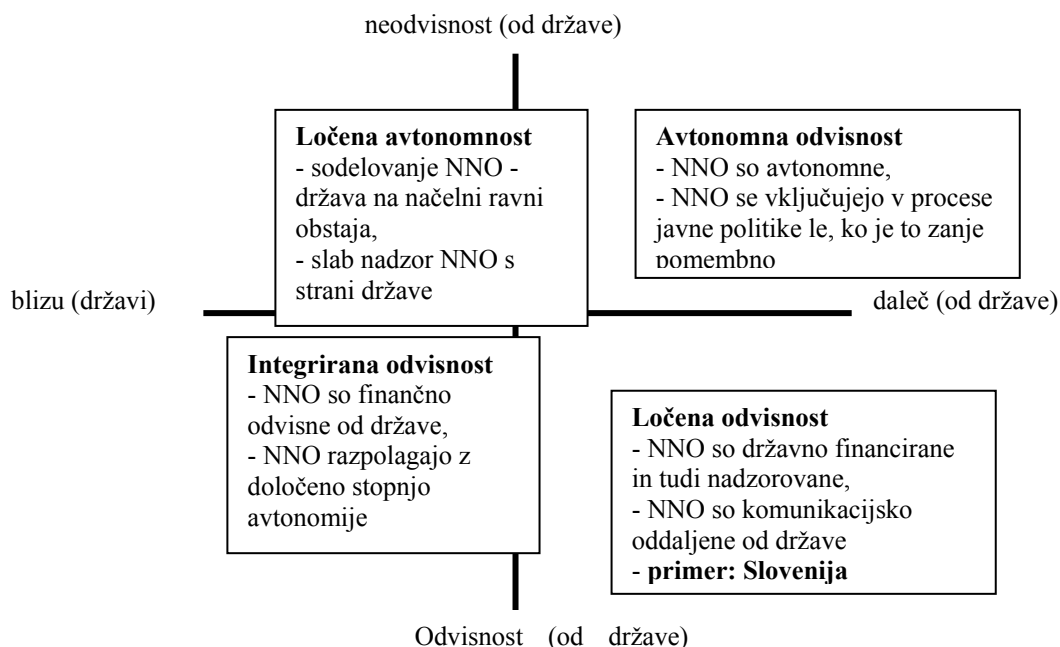 neodvisnost (od države)
Ločena avtonomnost
- sodelovanje NNO -
država na načelni ravni
obstaja,
- slab nadzor NNO s
strani države
Avtonomna odvisnost
- NNO so avtonomne,
- NNO se vključujejo v procese
javne politike le, ko je to zanje
pomembno
blizu (državi)
daleč (od države)
Integrirana odvisnost
- NNO so finančno
odvisne od države,
- NNO razpolagajo z
določeno stopnjo
avtonomije
Ločena odvisnost
- NNO so državno financirane
in tudi nadzorovane,
- NNO so komunikacijsko
oddaljene od države
- primer: Slovenija
Odvisnost (od države)